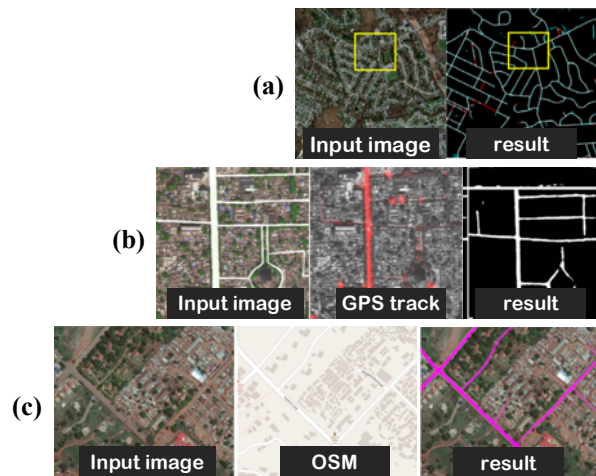 (a)
Input image
result
(b)
Input image
GPS track
result
(c)
Input image
OSM
result